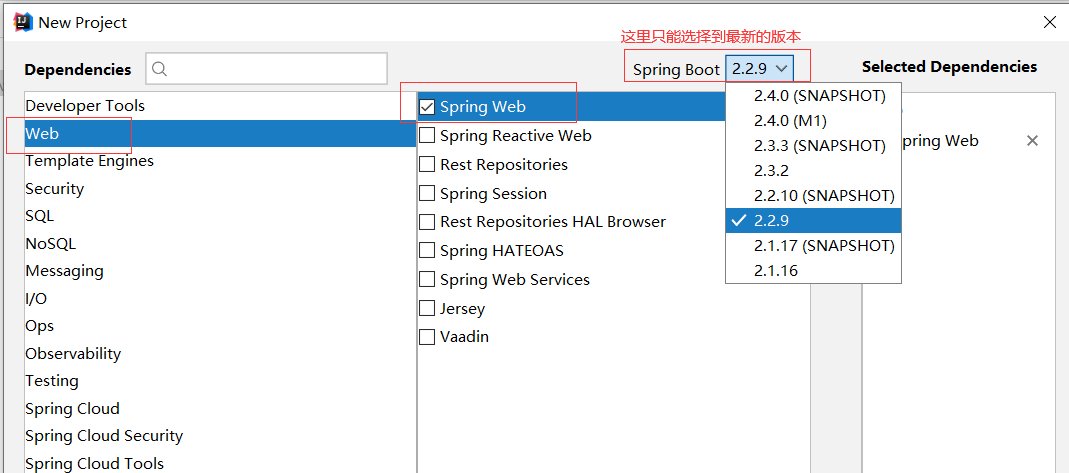 New Project
这里只能选择到最新的版本
Dependencies
Spring Boot 2.2.9
Selected Dependencies
Developer Tools
Web
Template Engines
Security
SQL
NoSQL
Messaging
I/O
Ops
Observability
Testing
Spring Cloud
Spring Cloud Security
Spring Cloud Tools
Spring Web
Spring Reactive Web
Rest Repositories
Spring Session
Rest Repositories HAL Browser
Spring HATEOAS
Spring Web Services
Jersey
Vaadin
2.4.0 (SNAPSHOT)
2.4.0 (M1)
2.3.3 (SNAPSHOT)
2.3.2
2.2.10 (SNAPSHOT)
2.2.9
2.1.17 (SNAPSHOT)
2.1.16
pring Web